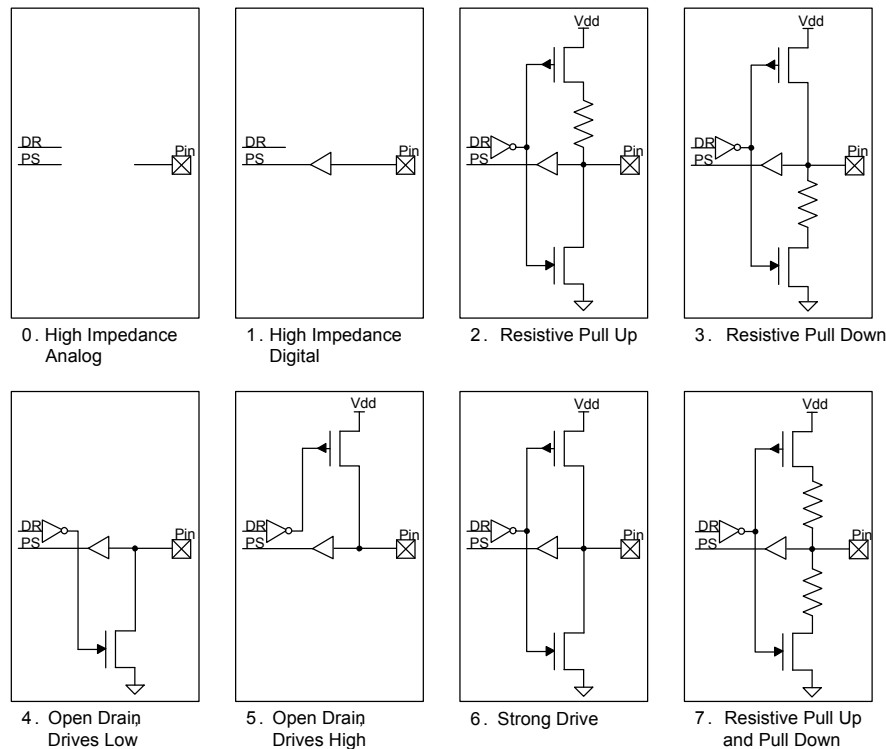 Vdd
Vdd
DR
PS
Pin
DR
PS
Pin
DR
PS
Pin
DR
PS
Pin
0. High Impedance
Analog
1. High Impedance
Digital
2. Resistive Pull Up
3. Resistive Pull Down
Vdd
Vdd
Vdd
DR
PS
Pin
DR
PS
Pin
DR
PS
Pin
DR
PS
Pin
4. Open Drain,
Drives Low
5. Open Drain,
Drives High
6. Strong Drive
7. Resistive Pull Up
and Pull Down